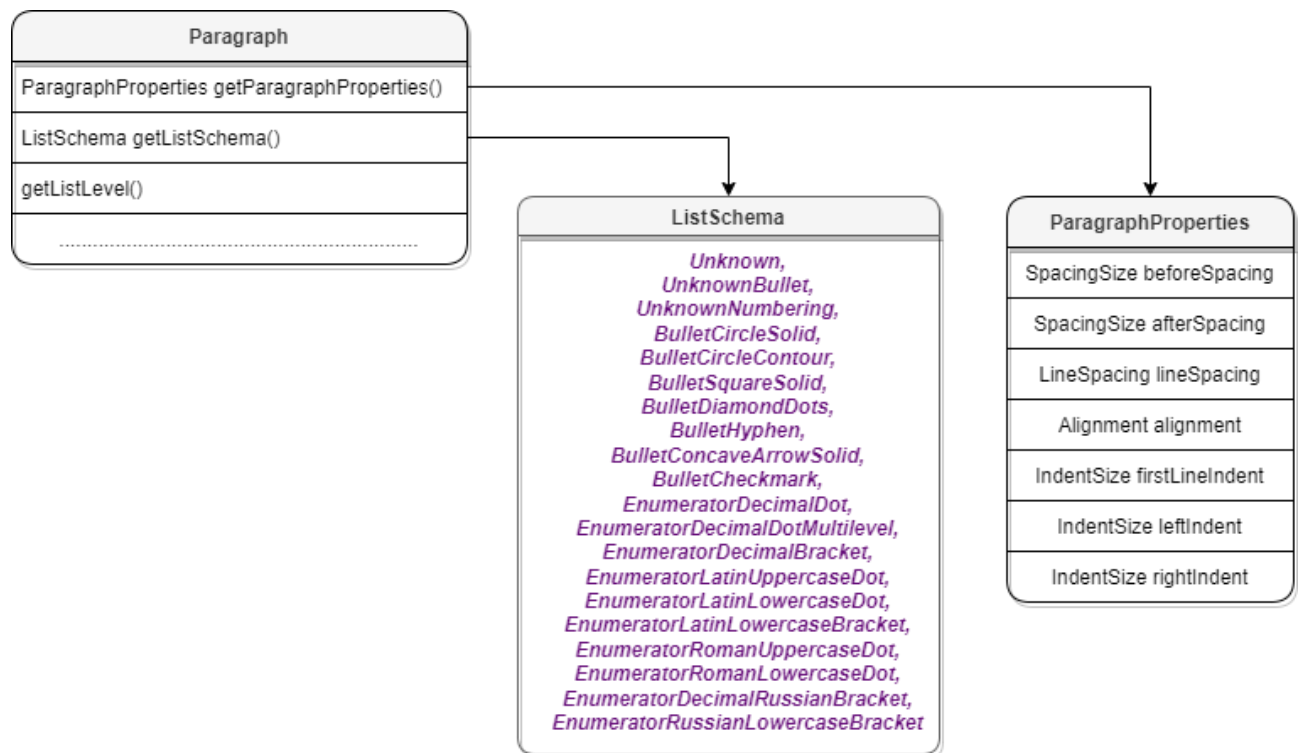 Paragraph
ParagraphProperties getParagraphProperties()
ListSchema getListSchema()
getListLevel()
................................................................
ListSchema
Unknown,
UnknownBullet,
UnknownNumbering,
BulletCircleSolid,
BulletCircleContour,
BulletSquareSolid,
BulletDiamondDots,
BulletHyphen,
BulletConcaveArrowSolid,
BulletCheckmark,
EnumeratorDecimalDot,
EnumeratorDecimalDotMultilevel,
EnumeratorDecimalBracket,
EnumeratorLatinUppercaseDot,
EnumeratorLatinLowercaseDot,
EnumeratorLatinLowercaseBracket,
EnumeratorRomanUppercaseDot,
EnumeratorRomanLowercaseDot,
EnumeratorDecimalRussianBracket,
EnumeratorRussianLowercaseBracket
ParagraphProperties
SpacingSize beforeSpacing
SpacingSize afterSpacing
LineSpacing lineSpacing
Alignment alignment
IndentSize firstLineIndent
IndentSize leftIndent
IndentSize rightIndent